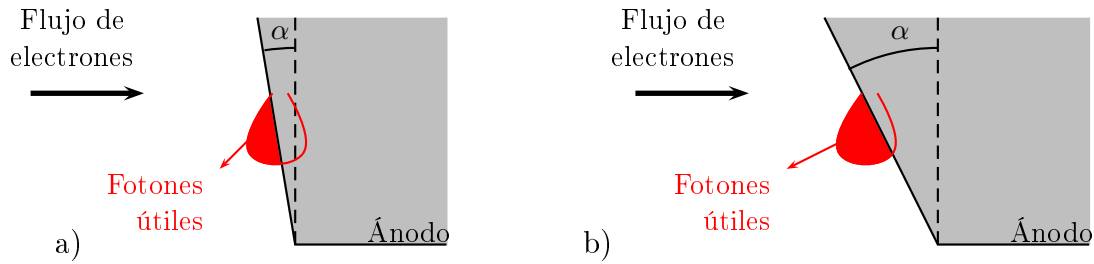 Flujo de
electrones
α
Fotones
útiles
Ánodo
a)
Flujo de
electrones
α
Fotones
útiles
Ánodo
b)